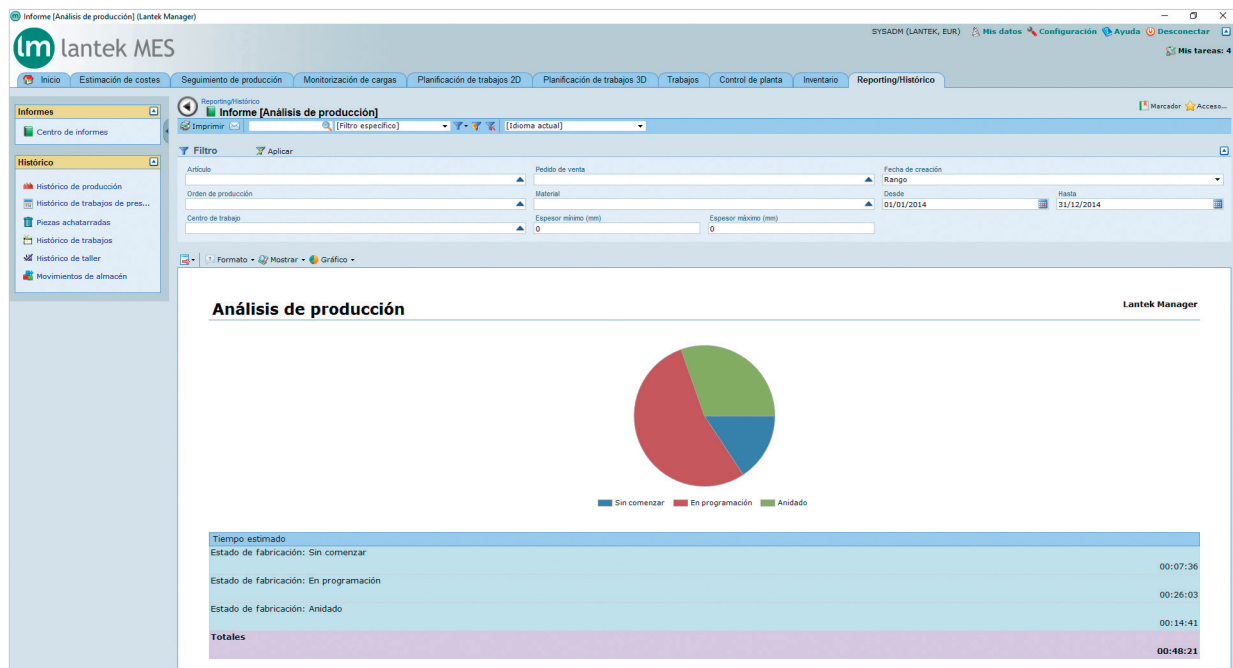 Informe [Análisis de producción] (Lantek Manager)
SYSADM (LANTEK, EUR) Mis datos Configuración Ayuda Desconectar
lm lantek MES
Mis tareas: 4
Inicio Estimación de costes Seguimiento de producción Monitorización de cargas Planificación de trabajos 2D Planificación de trabajos 3D Trabajos Control de planta Inventario Reporting/Histórico
Informes
Centro de informes
Histórico
Histórico de producción
Histórico de trabajos de pres...
Piezas achatarradas
Histórico de trabajos
Histórico de taller
Movimientos de almacén
Reporting/Histórico
Informe [Análisis de producción]
Marcador Acceso...
Imprimir [Filtro específico] [Idioma actual]
Filtro Aplicar
Artículo Pedido de venta Fecha de creación
Rango
Orden de producción Material Desde Hasta
01/01/2014 31/12/2014
Centro de trabajo Espesor mínimo (mm) Espesor máximo (mm)
0 0
Formato Mostrar Gráfico
Análisis de producción Lantek Manager
Sin comenzar En programación Anidado
Tiempo estimado
Estado de fabricación: Sin comenzar
00:07:36
Estado de fabricación: En programación
00:26:03
Estado de fabricación: Anidado
00:14:41
Totales
00:48:21